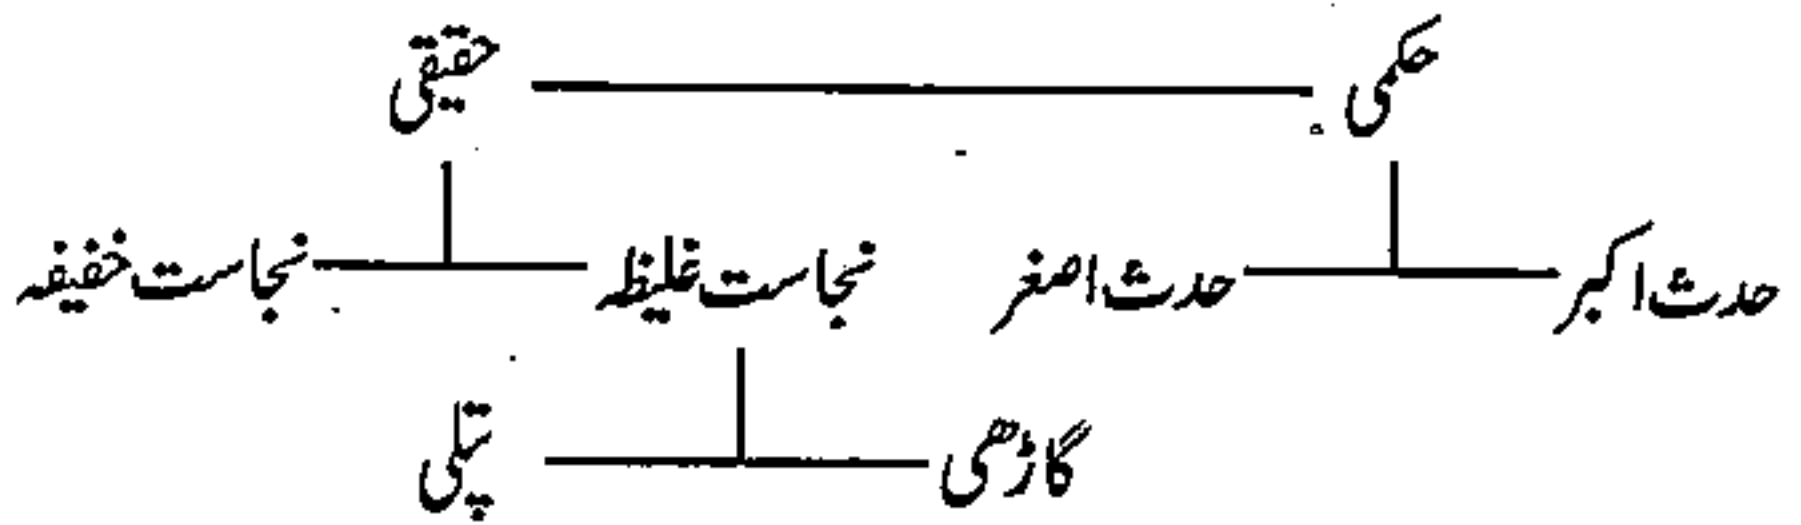 حکمی حقیقی
حدث اکبر حدث اصغر نجاست غلیظہ نجاست خفیفہ
گاڑھی پتلی